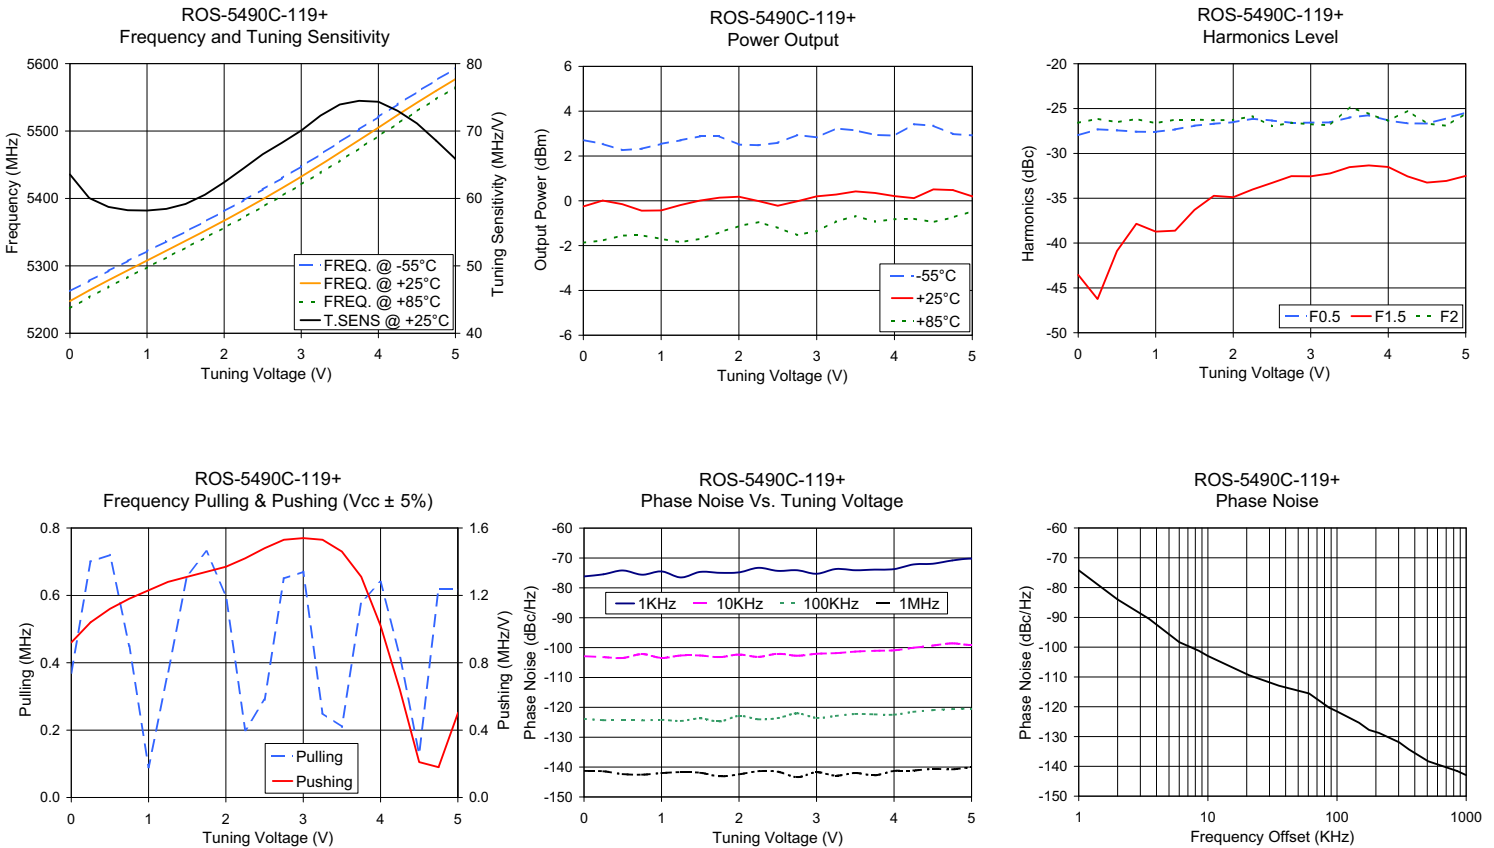 ROS-5490C-119+
Frequency and Tuning Sensitivity
5600
5500
5400
5300
5200
80
70
60
50
40
Frequency (MHz)
Tuning Sensitivity (MHz/V)
FREQ. @ -55°C
FREQ. @ +25°C
FREQ. @ +85°C
T.SENS @ +25°C
0 1 2 3 4 5
Tuning Voltage (V)
ROS-5490C-119+
Power Output
6
4
2
0
-2
-4
-6
Output Power (dBm)
-55°C
+25°C
+85°C
0 1 2 3 4 5
Tuning Voltage (V)
ROS-5490C-119+
Harmonics Level
-20
-25
-30
-35
-40
-45
-50
Harmonics (dBc)
F0.5 F1.5 F2
0 1 2 3 4 5
Tuning Voltage (V)
ROS-5490C-119+
Frequency Pulling & Pushing (Vcc ± 5%)
0.8
0.6
0.4
0.2
0.0
1.6
1.2
0.8
0.4
0.0
Pulling (MHz)
Pushing (MHz/V)
Pulling
Pushing
0 1 2 3 4 5
Tuning Voltage (V)
ROS-5490C-119+
Phase Noise Vs. Tuning Voltage
-60
-70
-80
-90
-100
-110
-120
-130
-140
-150
Phase Noise (dBc/Hz)
1KHz 10KHz 100KHz 1MHz
0 1 2 3 4 5
Tuning Voltage (V)
ROS-5490C-119+
Phase Noise
-60
-70
-80
-90
-100
-110
-120
-130
-140
-150
Phase Noise (dBc/Hz)
1 10 100 1000
Frequency Offset (KHz)